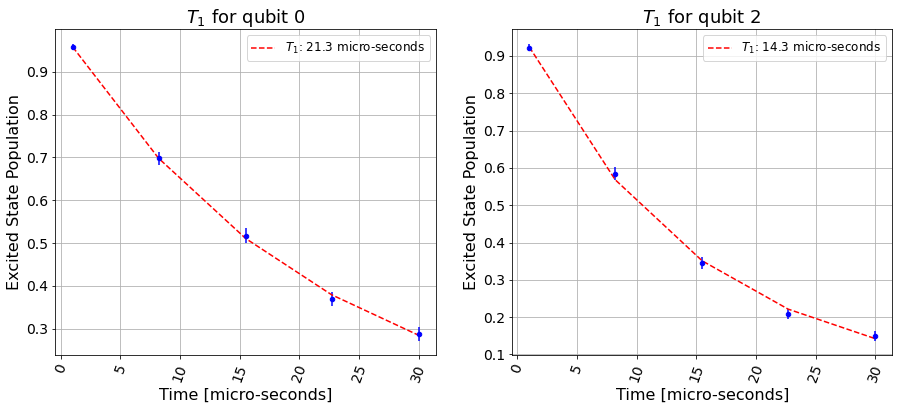 T₁ for qubit 0
T₁: 21.3 micro-seconds
Excited State Population
0.9
0.8
0.7
0.6
0.5
0.4
0.3
0 5 10 15 20 25 30
Time [micro-seconds]
T₁ for qubit 2
T₁: 14.3 micro-seconds
Excited State Population
0.9
0.8
0.7
0.6
0.5
0.4
0.3
0.2
0.1
0 5 10 15 20 25 30
Time [micro-seconds]